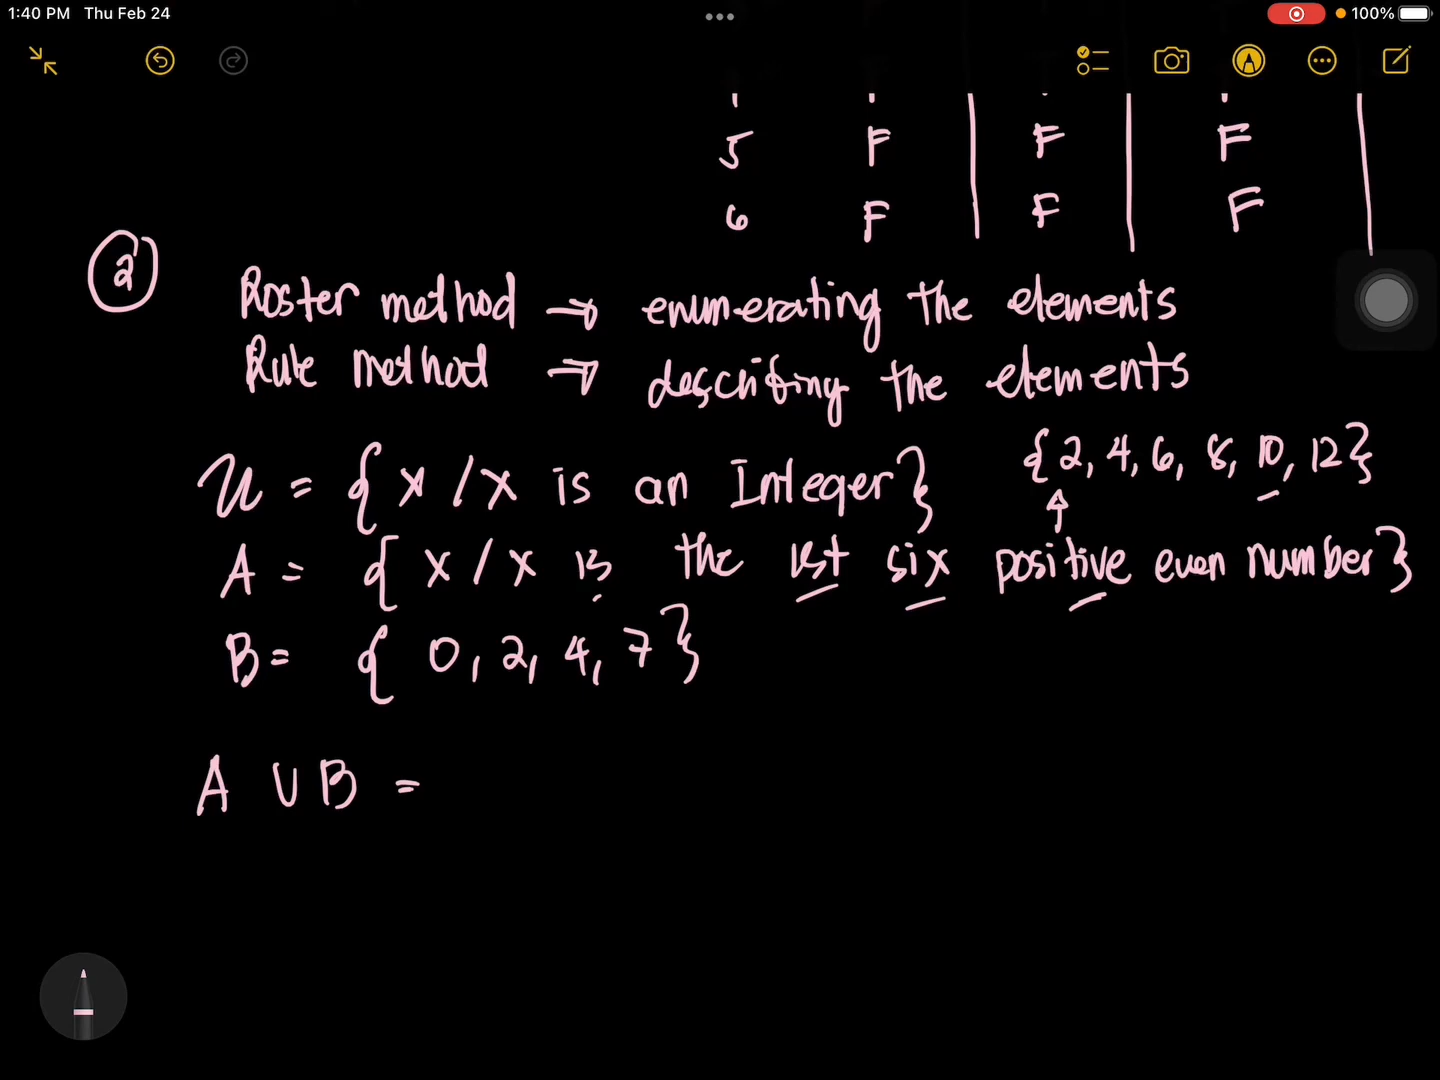 1:40 PM Thu Feb 24 100%
5 F F F
6 F F F
2
Roster method → enumerating the elements
Rule method → describing the elements
{2, 4, 6, 8, 10, 12}
U = {x/x is an Integer}
A = {x/x is the 1st six positive even number}
B = {0, 2, 4, 7}
A ∪ B =